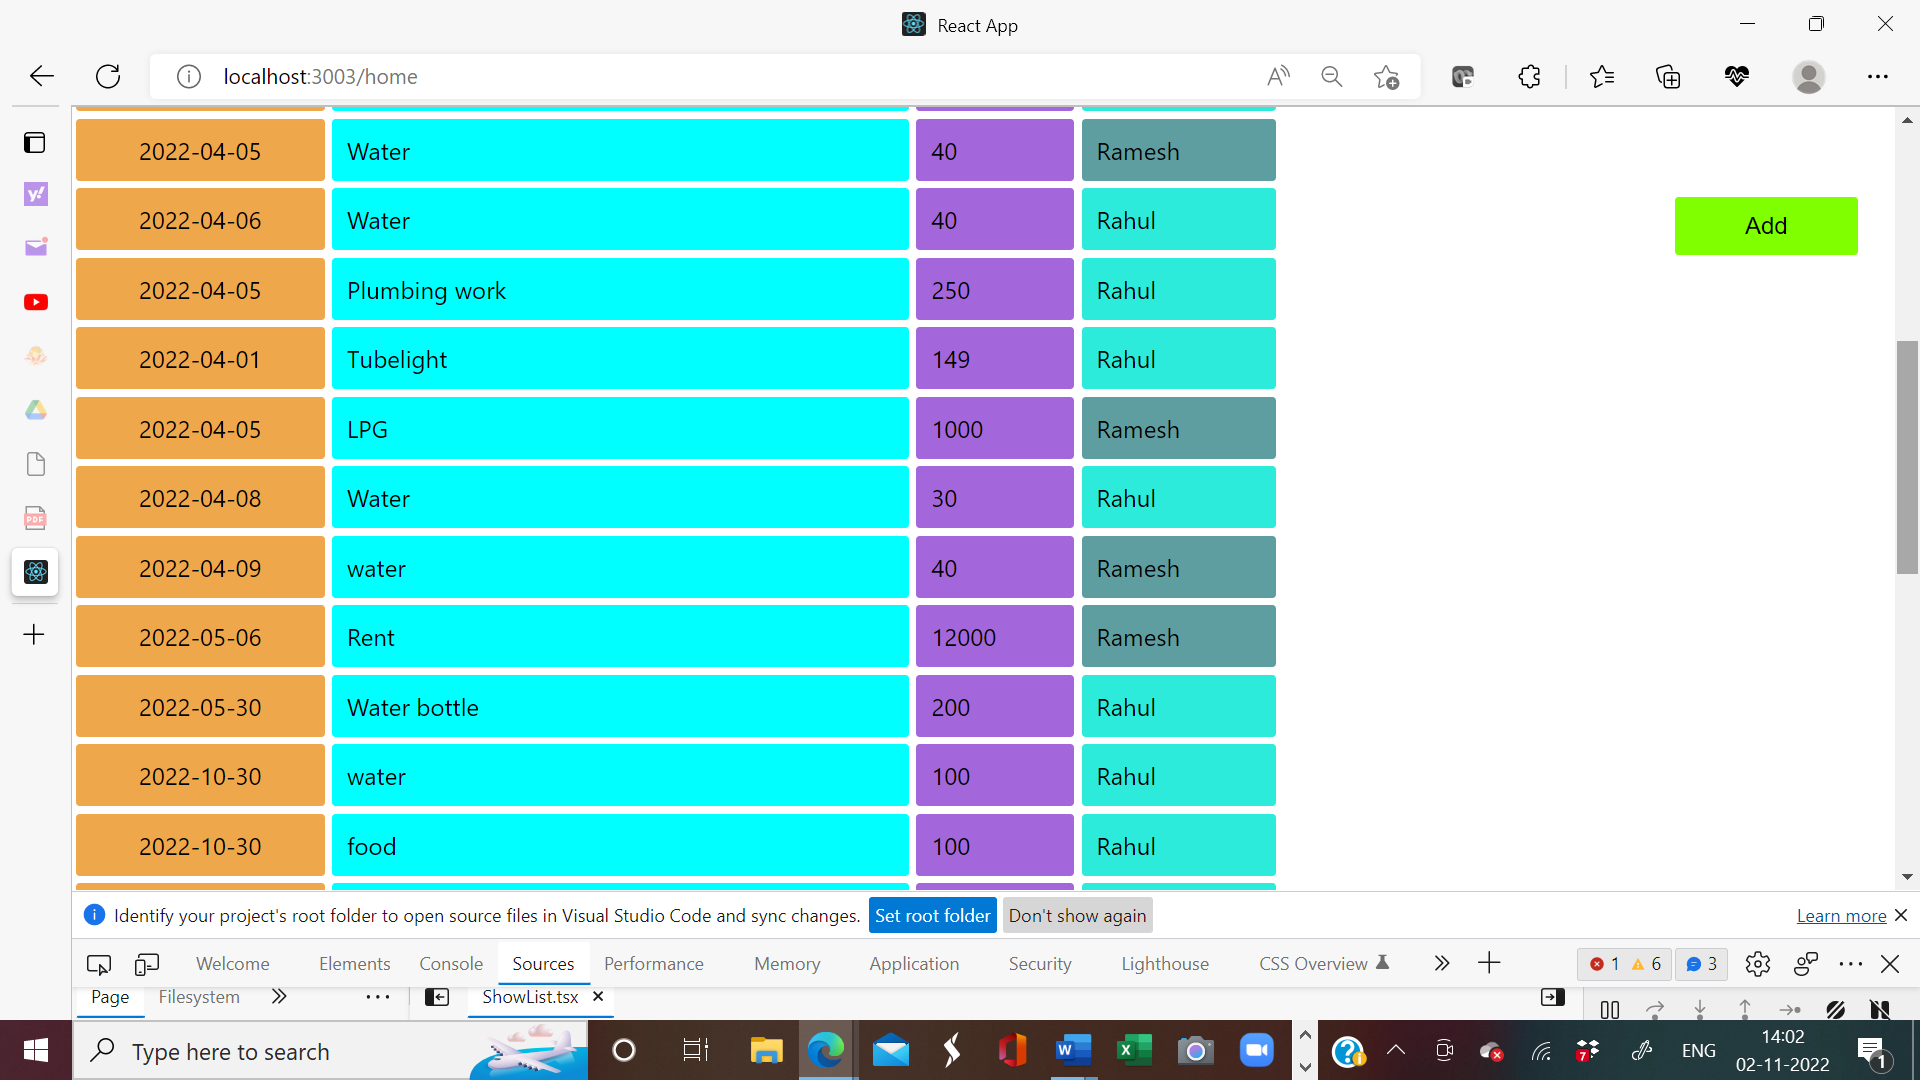 React App
localhost:3003/home
2022-04-05 Water 40 Ramesh
2022-04-06 Water 40 Rahul
Add
2022-04-05 Plumbing work 250 Rahul
2022-04-01 Tubelight 149 Rahul
2022-04-05 LPG 1000 Ramesh
2022-04-08 Water 30 Rahul
2022-04-09 water 40 Ramesh
2022-05-06 Rent 12000 Ramesh
2022-05-30 Water bottle 200 Rahul
2022-10-30 water 100 Rahul
2022-10-30 food 100 Rahul
Identify your project's root folder to open source files in Visual Studio Code and sync changes. Set root folder Don't show again Learn more
Welcome Elements Console Sources Performance Memory Application Security Lighthouse CSS Overview 1 6 3
Page Filesystem ShowList.tsx
Type here to search
ENG
14:02
02-11-2022
PDF
7
1